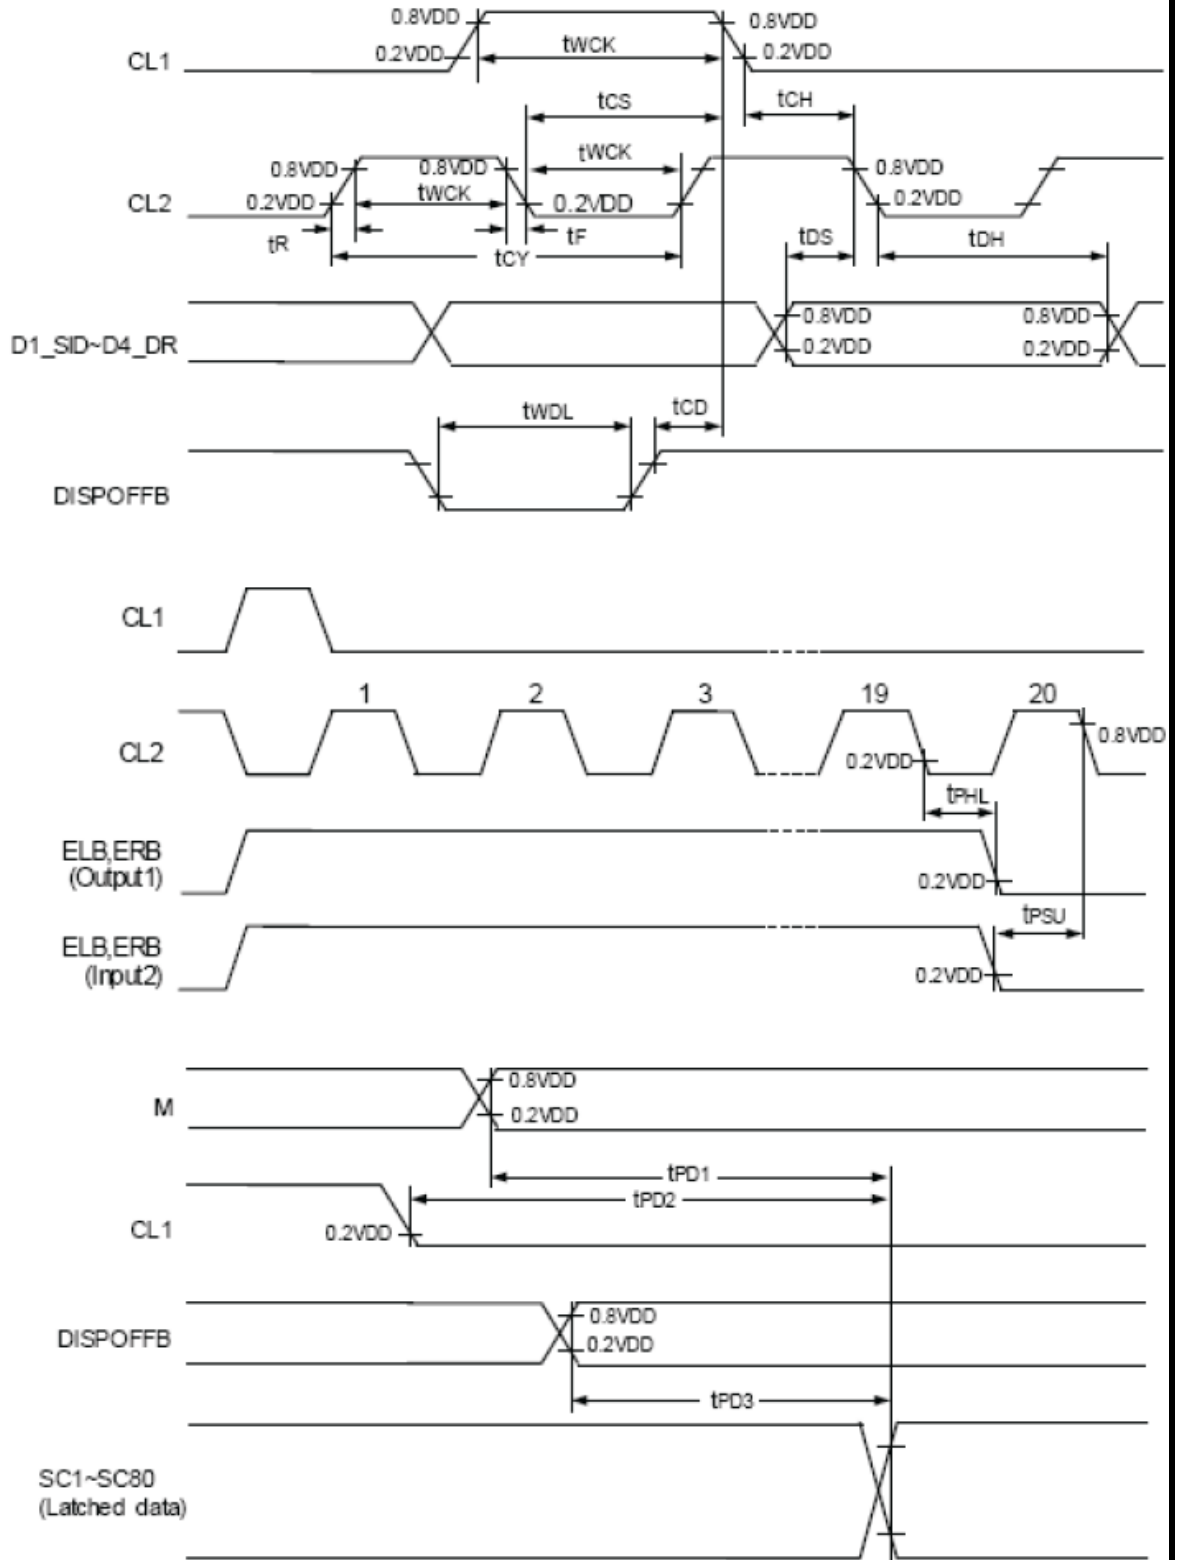 0.8VDD 0.8VDD
CL1 0.2VDD tWCK 0.2VDD
tCS tCH
tWCK
0.8VDD 0.8VDD 0.8VDD
CL2 0.2VDD tWCK 0.2VDD 0.2VDD
tR tF tDS tDH
tCY
0.8VDD 0.8VDD
D1_SID~D4_DR 0.2VDD 0.2VDD
tWDL tCD
DISPOFFB
CL1
1 2 3 19 20
CL2 0.2VDD 0.8VDD
tPHL
ELB,ERB
(Output1) 0.2VDD
tPSU
ELB,ERB
(Input2) 0.2VDD
0.8VDD
M 0.2VDD
tPD1
tPD2
CL1 0.2VDD
0.8VDD
DISPOFFB 0.2VDD
tPD3
SC1~SC80
(Latched data)